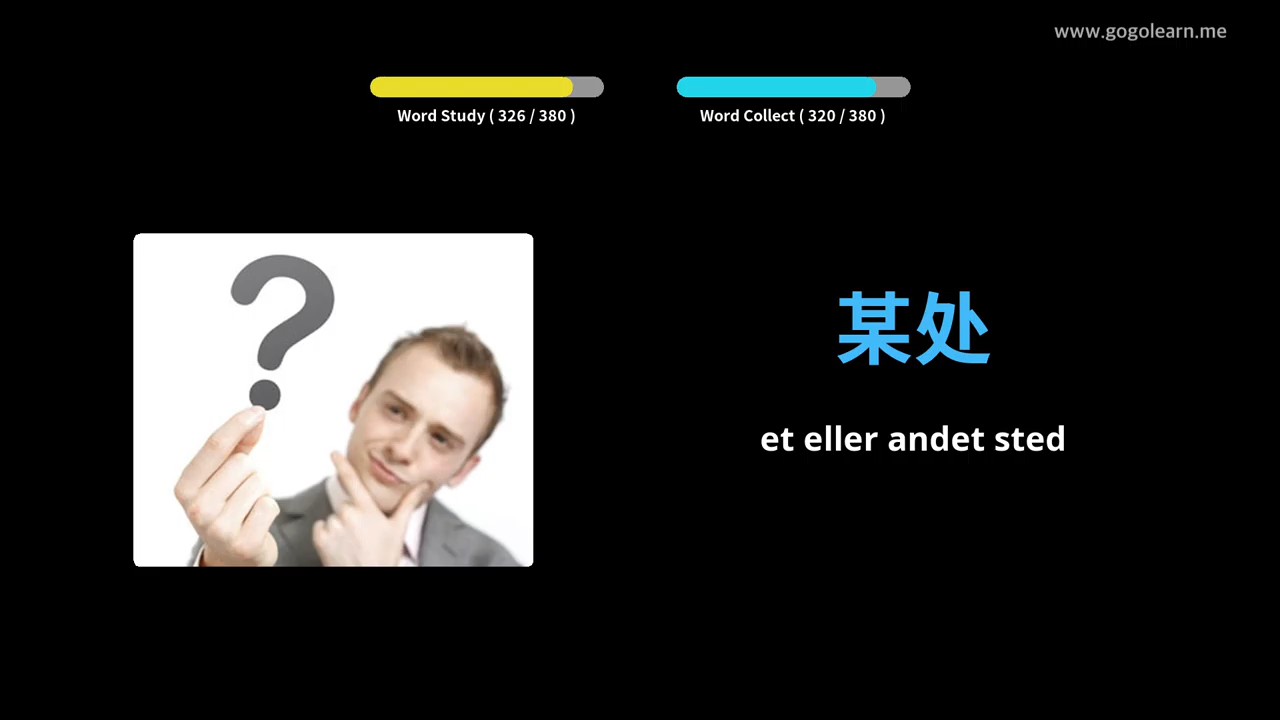 www.gogolearn.me
Word Study ( 326 / 380 )
Word Collect ( 320 / 380 )
?
某处
et eller andet sted